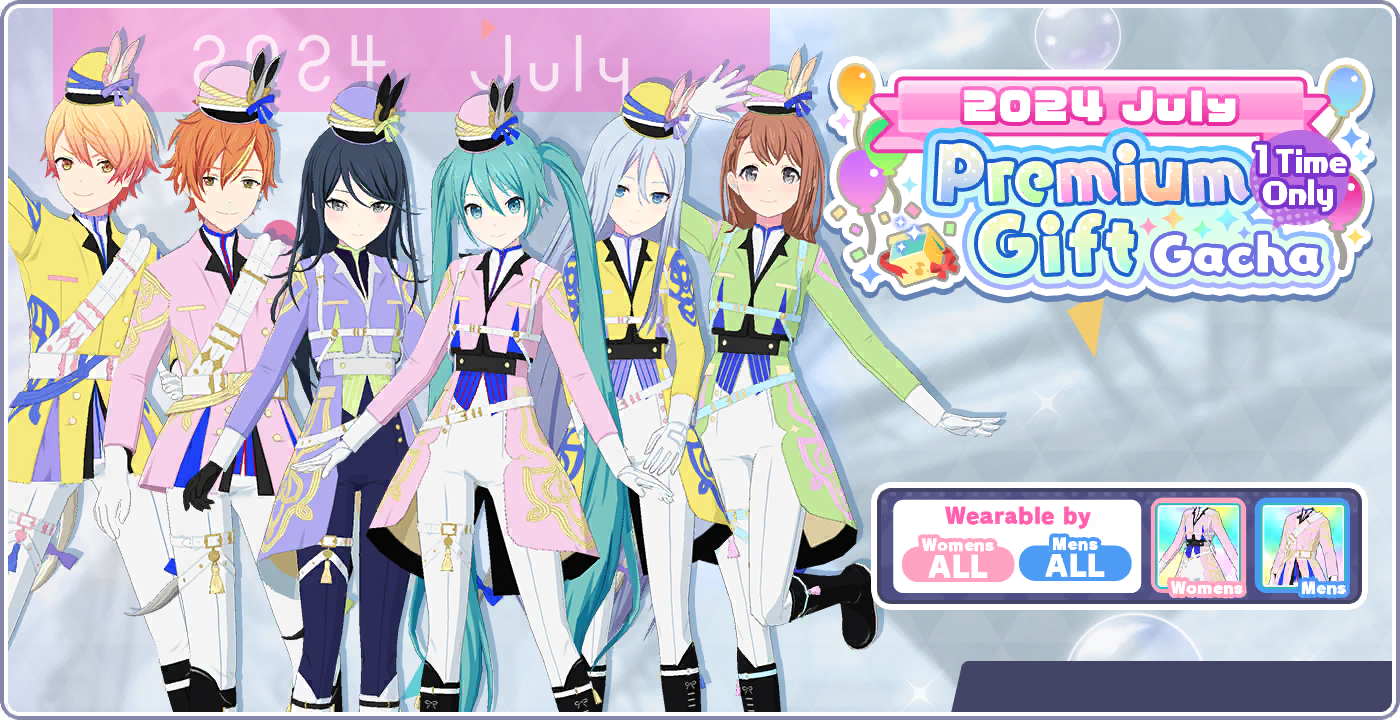 2024 July
2024 July
Premium
1 Time
Only
Gift Gacha
Wearable by
Womens
ALL
Mens
ALL
Womens
Mens